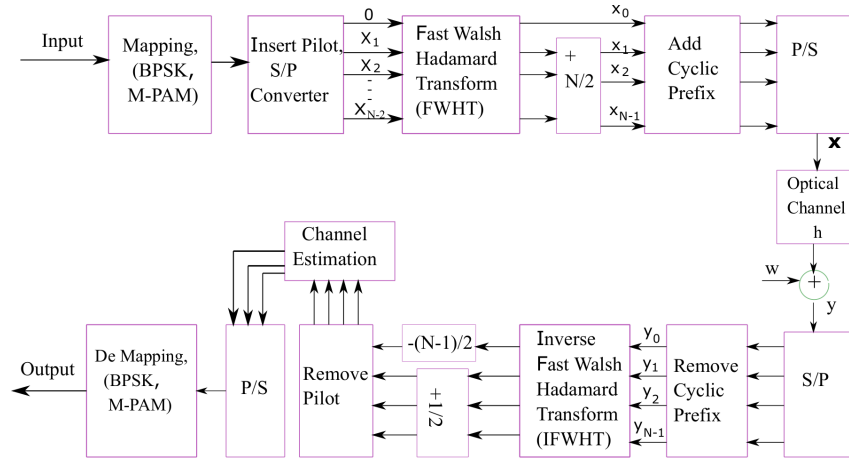 Input
Mapping,
(BPSK,
M-PAM)
Insert Pilot,
S/P
Converter
0
X1
X2
XN-2
Fast Walsh
Hadamard
Transform
(FWHT)
+
N/2
x0
x1
x2
xN-1
Add
Cyclic
Prefix
P/S
x
Optical
Channel
h
w
+
y
S/P
Remove
Cyclic
Prefix
y0
y1
y2
yN-1
Inverse
Fast Walsh
Hadamard
Transform
(IFWHT)
-(N-1)/2
+1/2
Remove
Pilot
Channel
Estimation
P/S
De Mapping,
(BPSK,
M-PAM)
Output